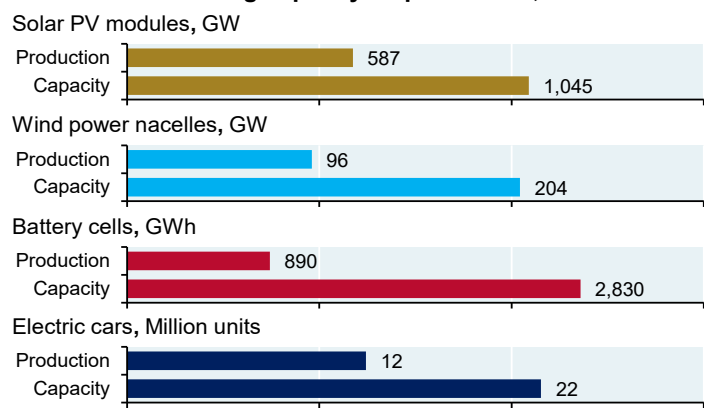 Solar PV modules, GW
Production 587
Capacity 1,045
Wind power nacelles, GW
Production 96
Capacity 204
Battery cells, GWh
Production 890
Capacity 2,830
Electric cars, Million units
Production 12
Capacity 22